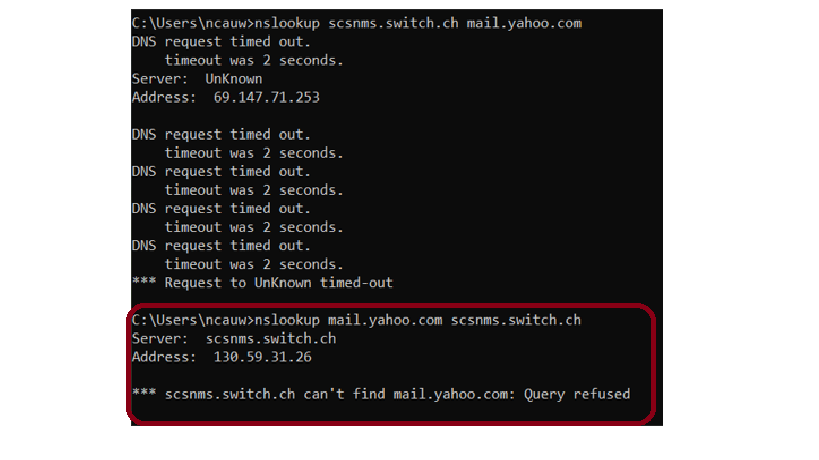 C:\Users\ncauw>nslookup scsnms.switch.ch mail.yahoo.com
DNS request timed out.
    timeout was 2 seconds.
Server:  UnKnown
Address:  69.147.71.253

DNS request timed out.
    timeout was 2 seconds.
DNS request timed out.
    timeout was 2 seconds.
DNS request timed out.
    timeout was 2 seconds.
DNS request timed out.
    timeout was 2 seconds.
*** Request to UnKnown timed-out

C:\Users\ncauw>nslookup mail.yahoo.com scsnms.switch.ch
Server:  scsnms.switch.ch
Address:  130.59.31.26

*** scsnms.switch.ch can't find mail.yahoo.com: Query refused